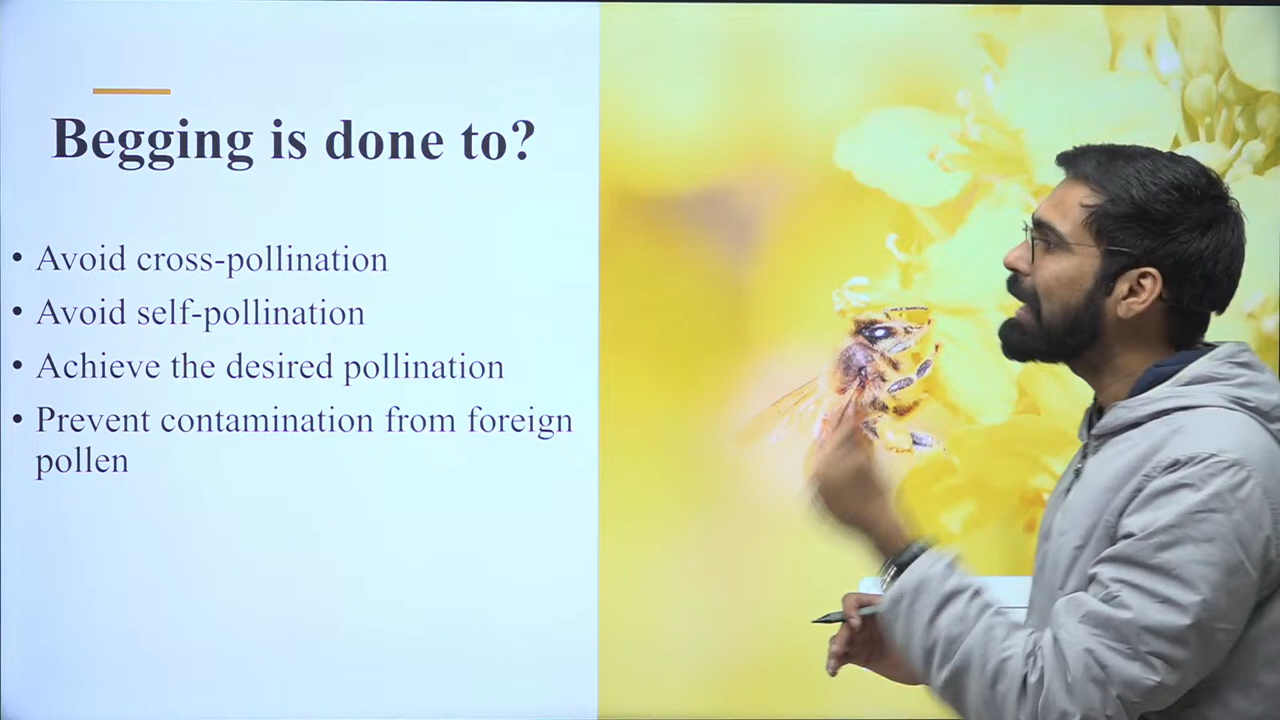 Begging is done to?
• Avoid cross-pollination
• Avoid self-pollination
• Achieve the desired pollination
• Prevent contamination from foreign
pollen